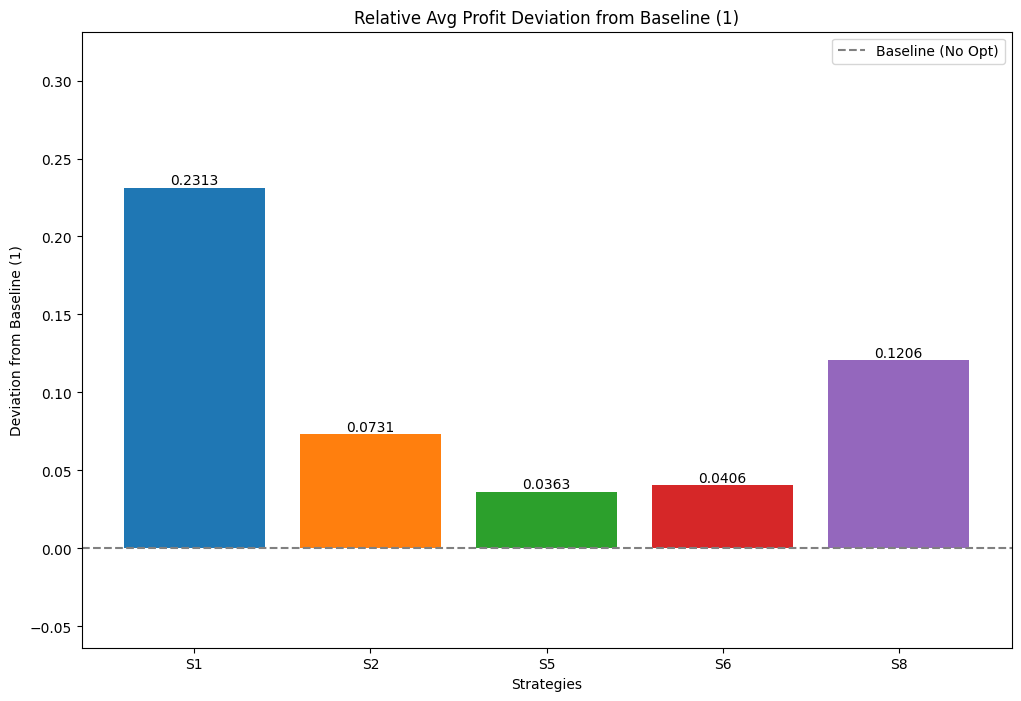 Relative Avg Profit Deviation from Baseline (1)
Baseline (No Opt)
0.30
0.25
0.20
0.15
0.10
0.05
0.00
−0.05
Deviation from Baseline (1)
0.2313
0.0731
0.0363
0.0406
0.1206
S1
S2
S5
S6
S8
Strategies